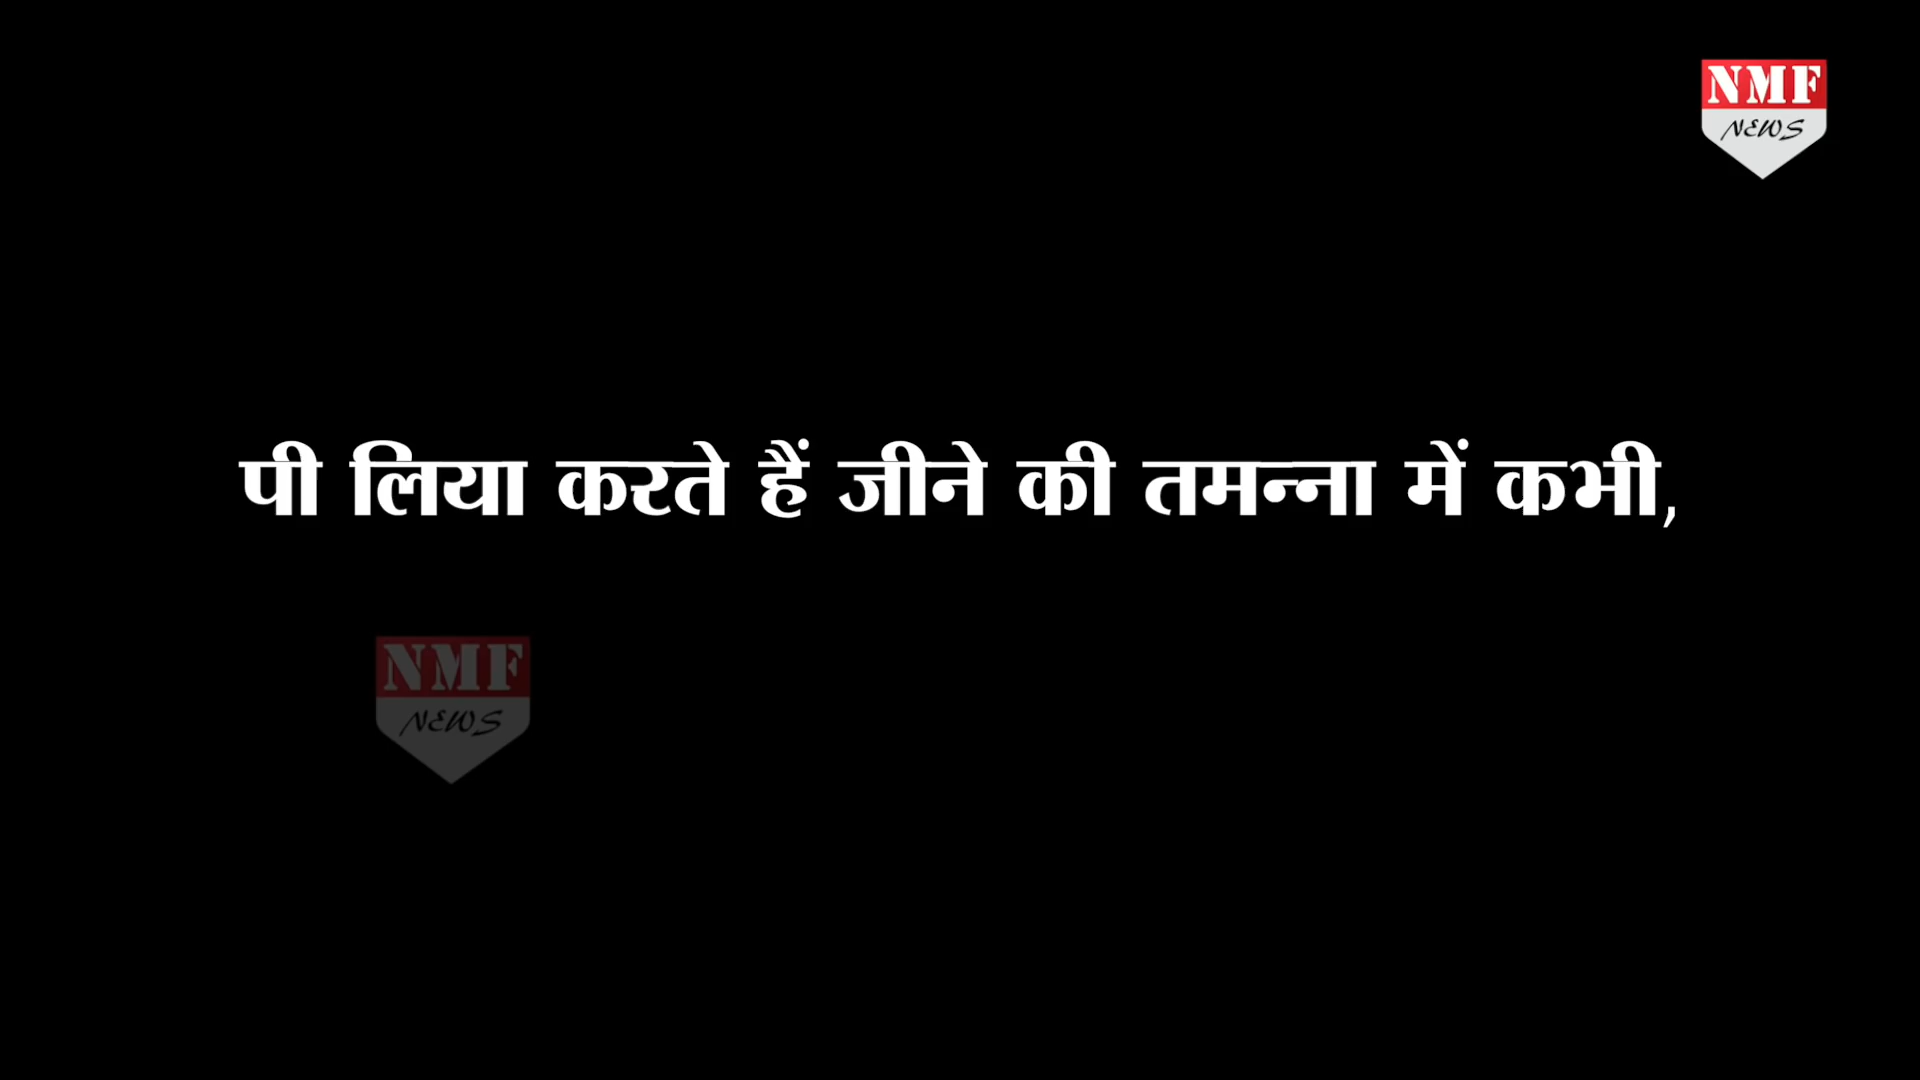 NMF
NEWS
पी लिया करते हैं जीने की तमन्ना में कभी,
NMF
NEWS